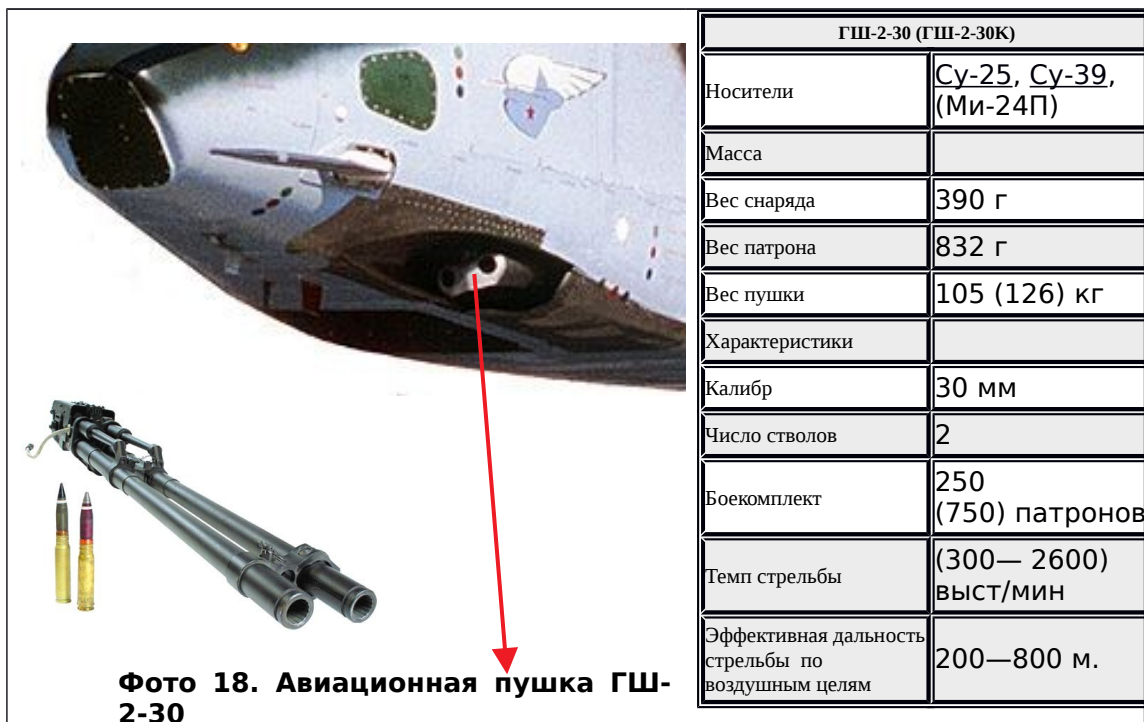 ГШ-2-30 (ГШ-2-30К)
Носители
Су-25, Су-39,
(Ми-24П)
Масса
Вес снаряда
390 г
Вес патрона
832 г
Вес пушки
105 (126) кг
Характеристики
Калибр
30 мм
Число стволов
2
Боекомплект
250
(750) патронов
Темп стрельбы
(300— 2600)
выст/мин
Эффективная дальность
стрельбы по
воздушным целям
200—800 м.
Фото 18. Авиационная пушка ГШ-
2-30